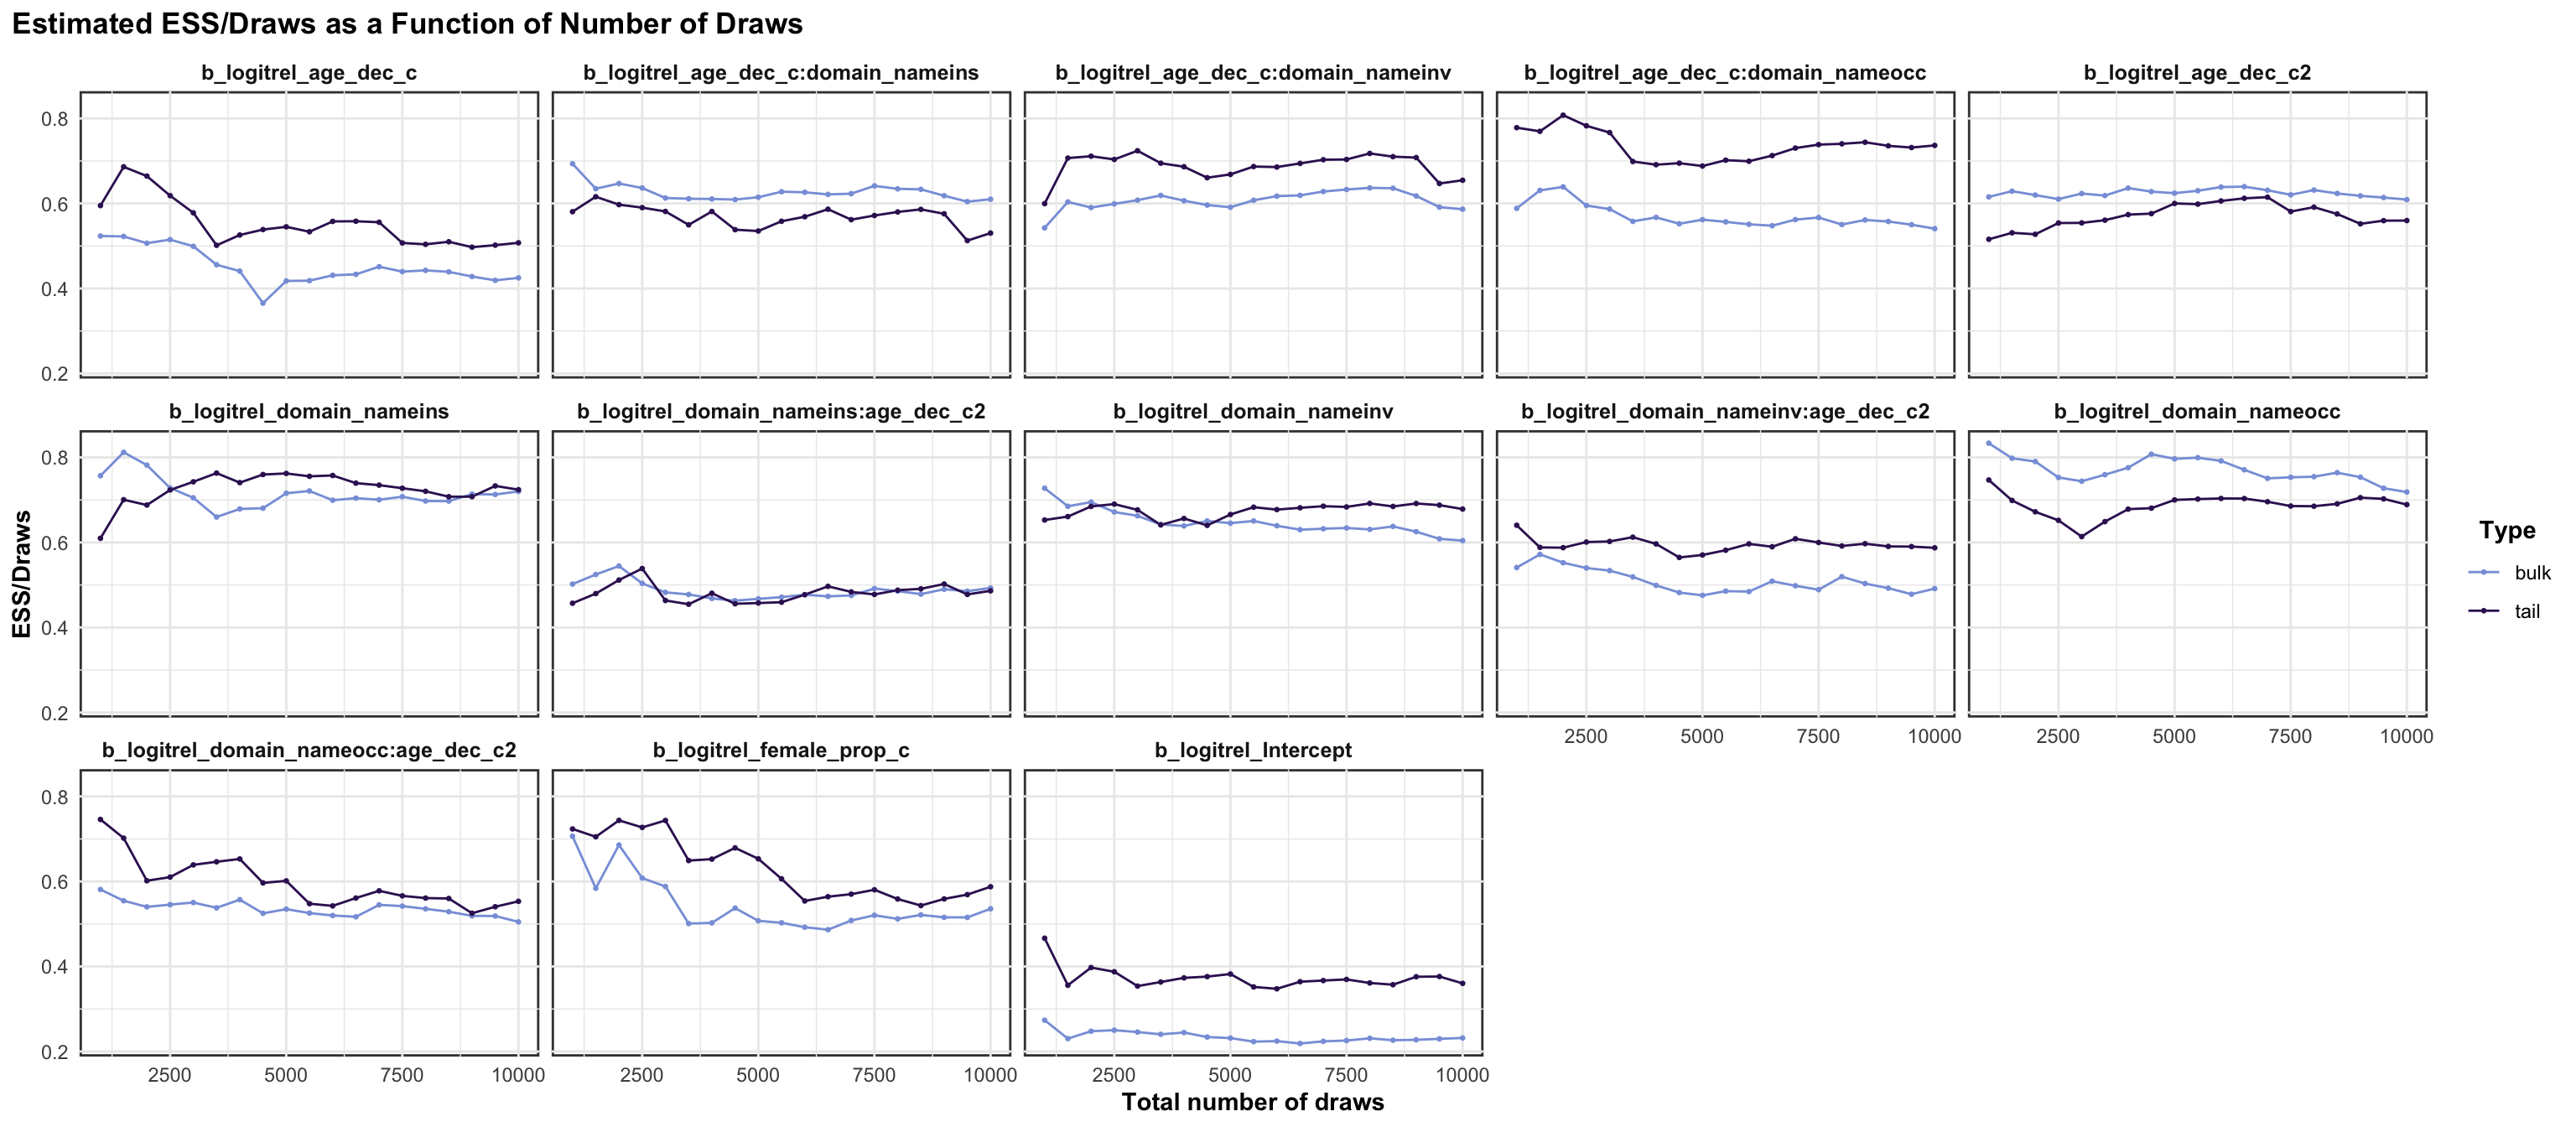 Estimated ESS/Draws as a Function of Number of Draws
b_logitrel_age_dec_c
b_logitrel_age_dec_c:domain_nameins
b_logitrel_age_dec_c:domain_nameinv
b_logitrel_age_dec_c:domain_nameocc
b_logitrel_age_dec_c2
0.8
0.6
0.4
0.2
b_logitrel_domain_nameins
b_logitrel_domain_nameins:age_dec_c2
b_logitrel_domain_nameinv
b_logitrel_domain_nameinv:age_dec_c2
b_logitrel_domain_nameocc
0.8
0.6
0.4
0.2
2500 5000 7500 10000
2500 5000 7500 10000
b_logitrel_domain_nameocc:age_dec_c2
b_logitrel_female_prop_c
b_logitrel_Intercept
0.8
0.6
0.4
0.2
2500 5000 7500 10000
2500 5000 7500 10000
2500 5000 7500 10000
ESS/Draws
Total number of draws
Type
bulk
tail